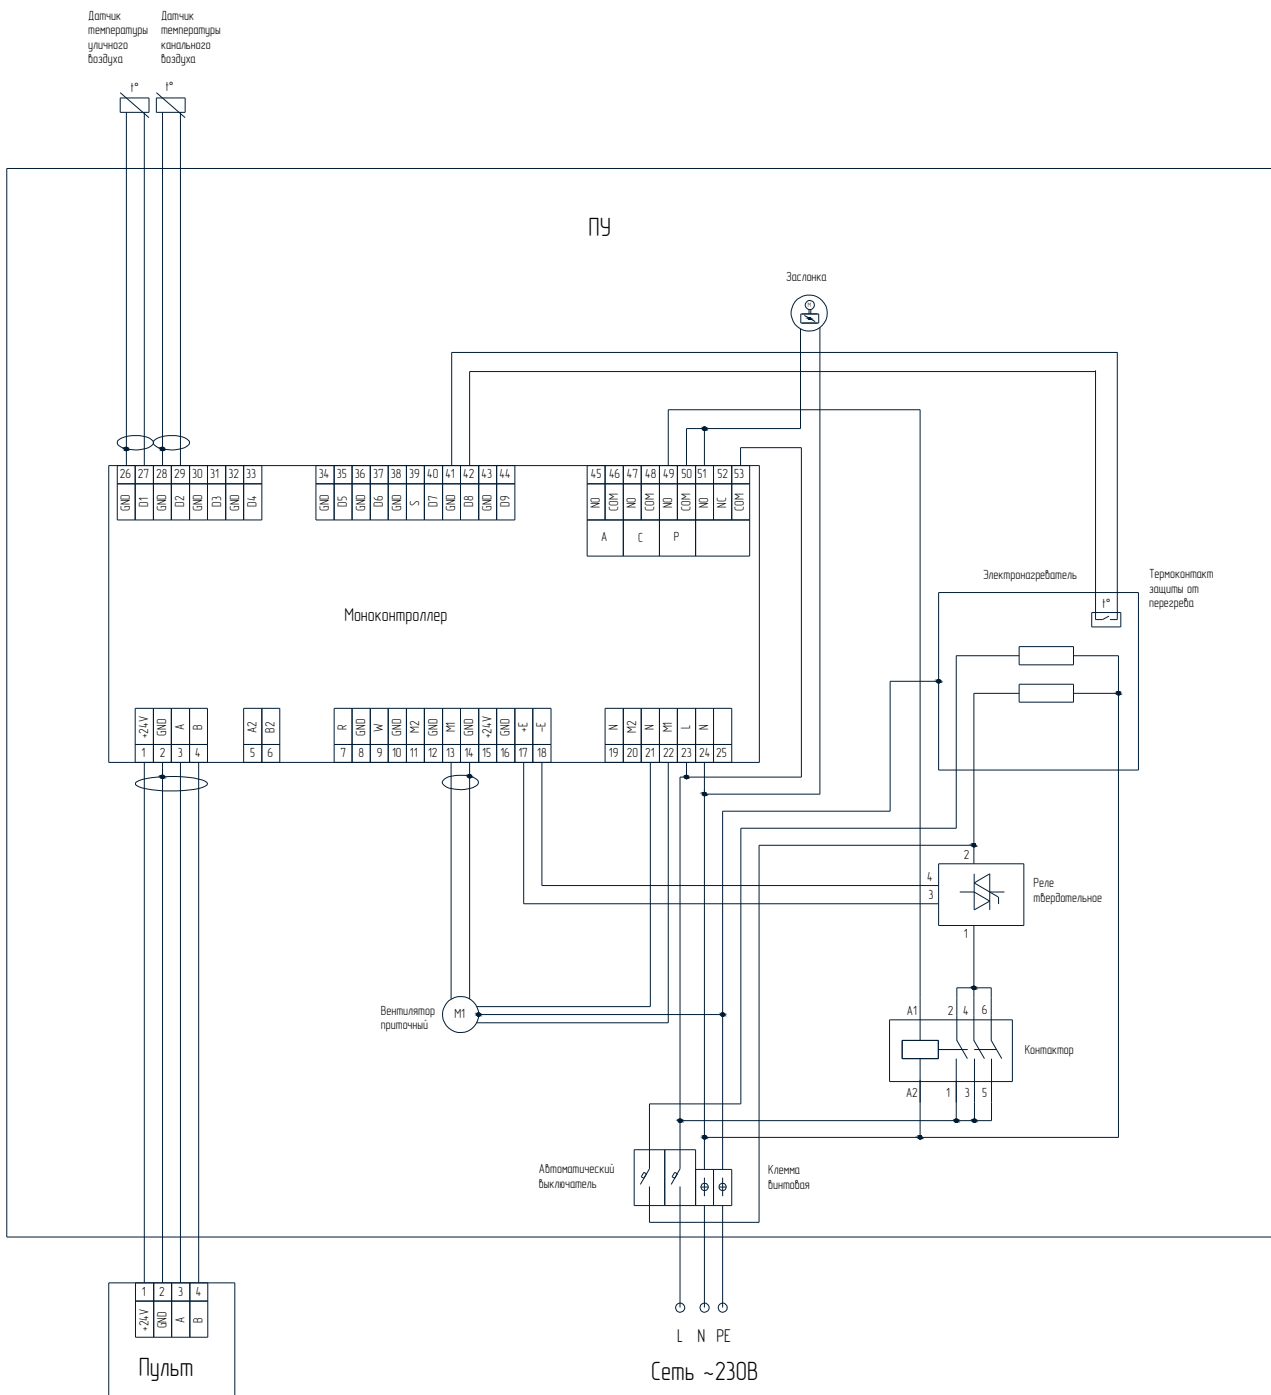 Датчик
температуры
уличного
воздуха
Датчик
температуры
канального
воздуха
t° t°
ПУ
Заслонка
М
26 27 28 29 30 31 32 33
GND D1 GND D2 GND D3 GND D4
34 35 36 37 38 39 40 41 42 43 44
GND D5 GND D6 GND S D7 GND D8 GND D9
45 46 47 48 49 50 51 52 53
NO COM NO COM NO COM NO NC COM
A C P
Электронагреватель
Термоконтакт
защиты от
перегрева
t°
Моноконтроллер
+24V GND A B
1 2 3 4
A2 B2
5 6
R GND W GND M2 GND M1 GND +24V GND +E -E
7 8 9 10 11 12 13 14 15 16 17 18
N M2 N M1 L N
19 20 21 22 23 24 25
2
4
3
1
Реле
твердотельное
Вентилятор
приточный
M1
A1 2 4 6
Контактор
A2 1 3 5
Автоматический
выключатель
Клемма
винтовая
1 2 3 4
+24V GND A B
Пульт
L N PE
Сеть ~230В